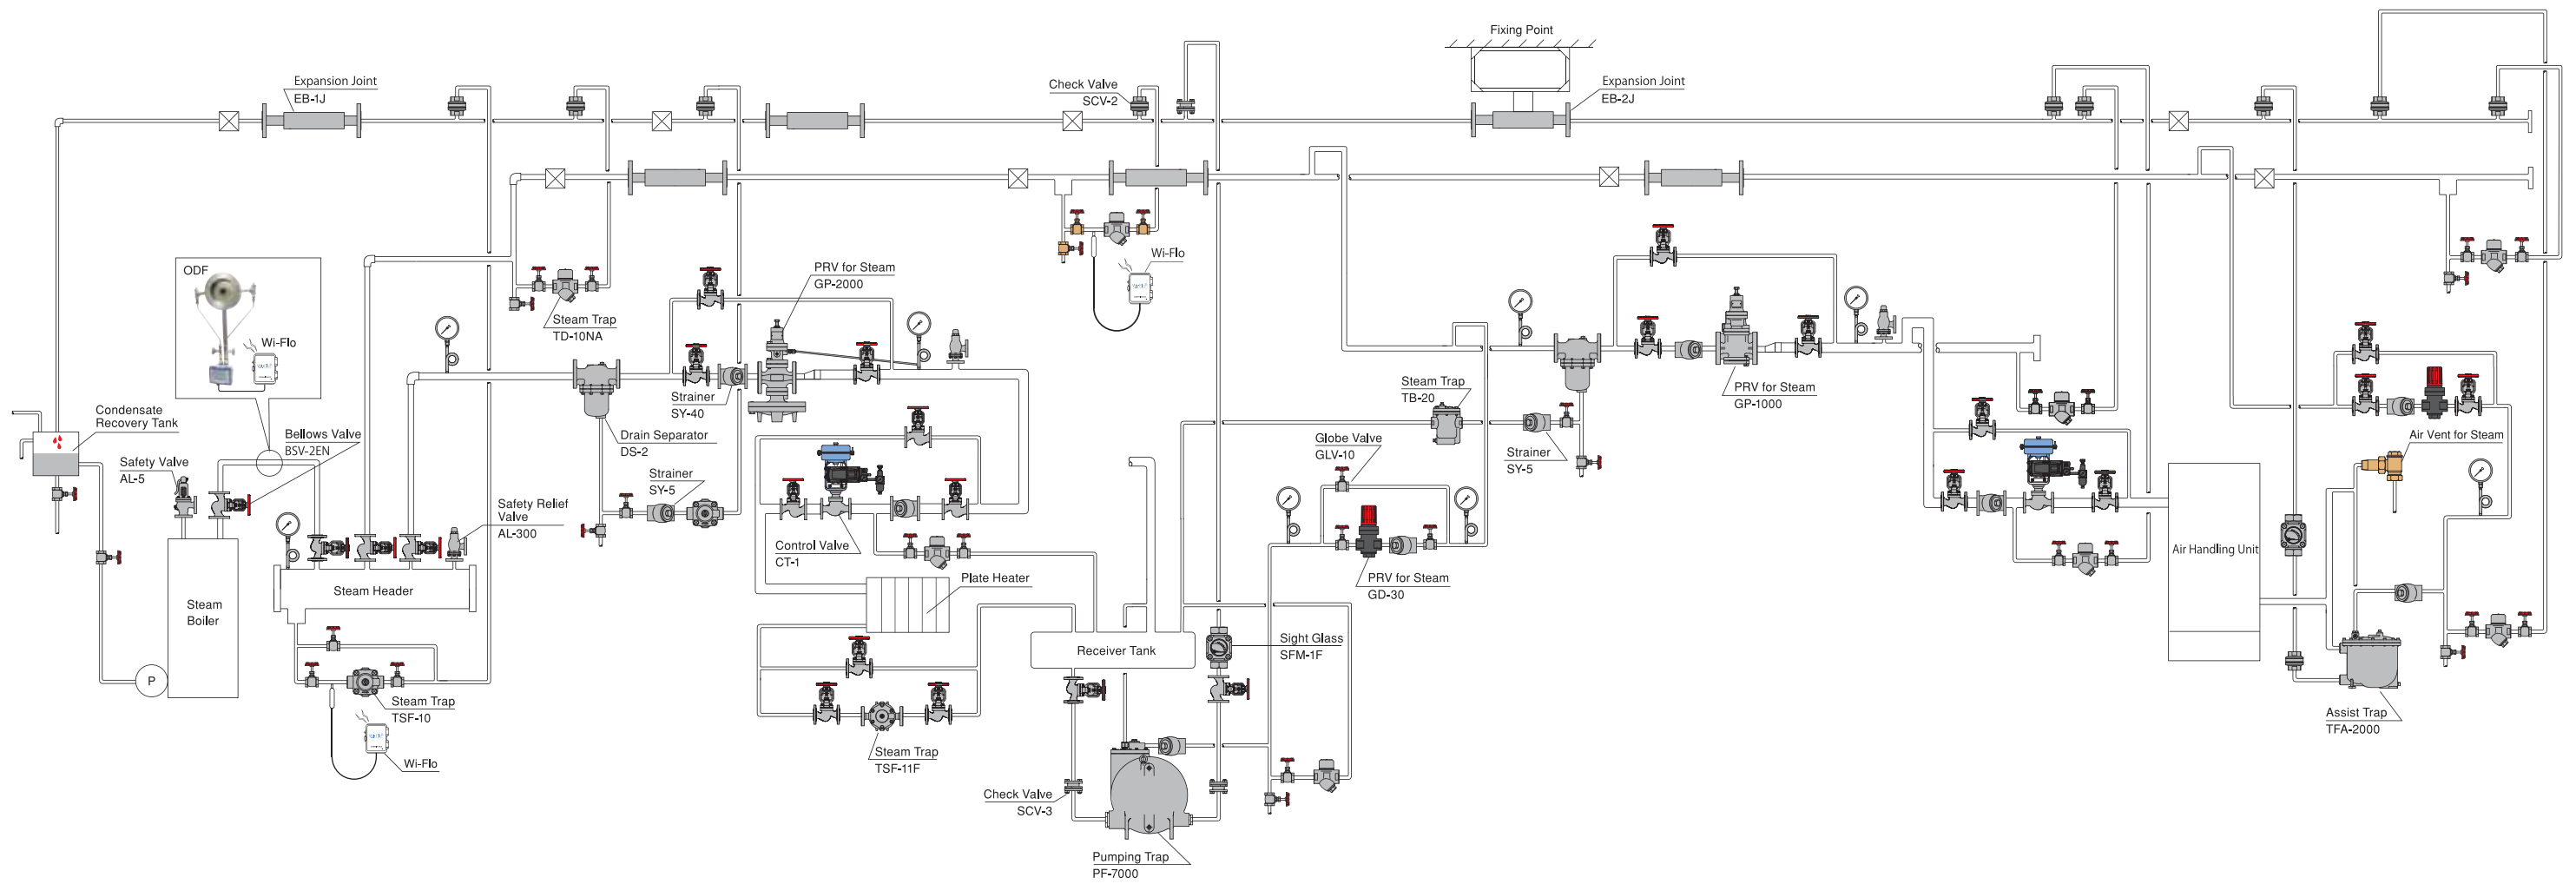 Fixing Point
Expansion Joint
EB-1J
Check Valve
SCV-2
Expansion Joint
EB-2J
ODF
Wi-Flo
Steam Trap
TD-10NA
PRV for Steam
GP-2000
Wi-Flo
Condensate
Recovery Tank
Safety Valve
AL-5
Bellows Valve
BSV-2EN
Strainer
SY-40
Drain Separator
DS-2
Strainer
SY-5
Safety Relief
Valve
AL-300
Control Valve
CT-1
Plate Heater
Steam Trap
TB-20
Globe Valve
GLV-10
Strainer
SY-5
PRV for Steam
GP-1000
PRV for Steam
GD-30
Air Vent for Steam
Air Handling Unit
Steam
Boiler
Steam Header
P
Steam Trap
TSF-10
Wi-Flo
Steam Trap
TSF-11F
Receiver Tank
Sight Glass
SFM-1F
Check Valve
SCV-3
Pumping Trap
PF-7000
Assist Trap
TFA-2000